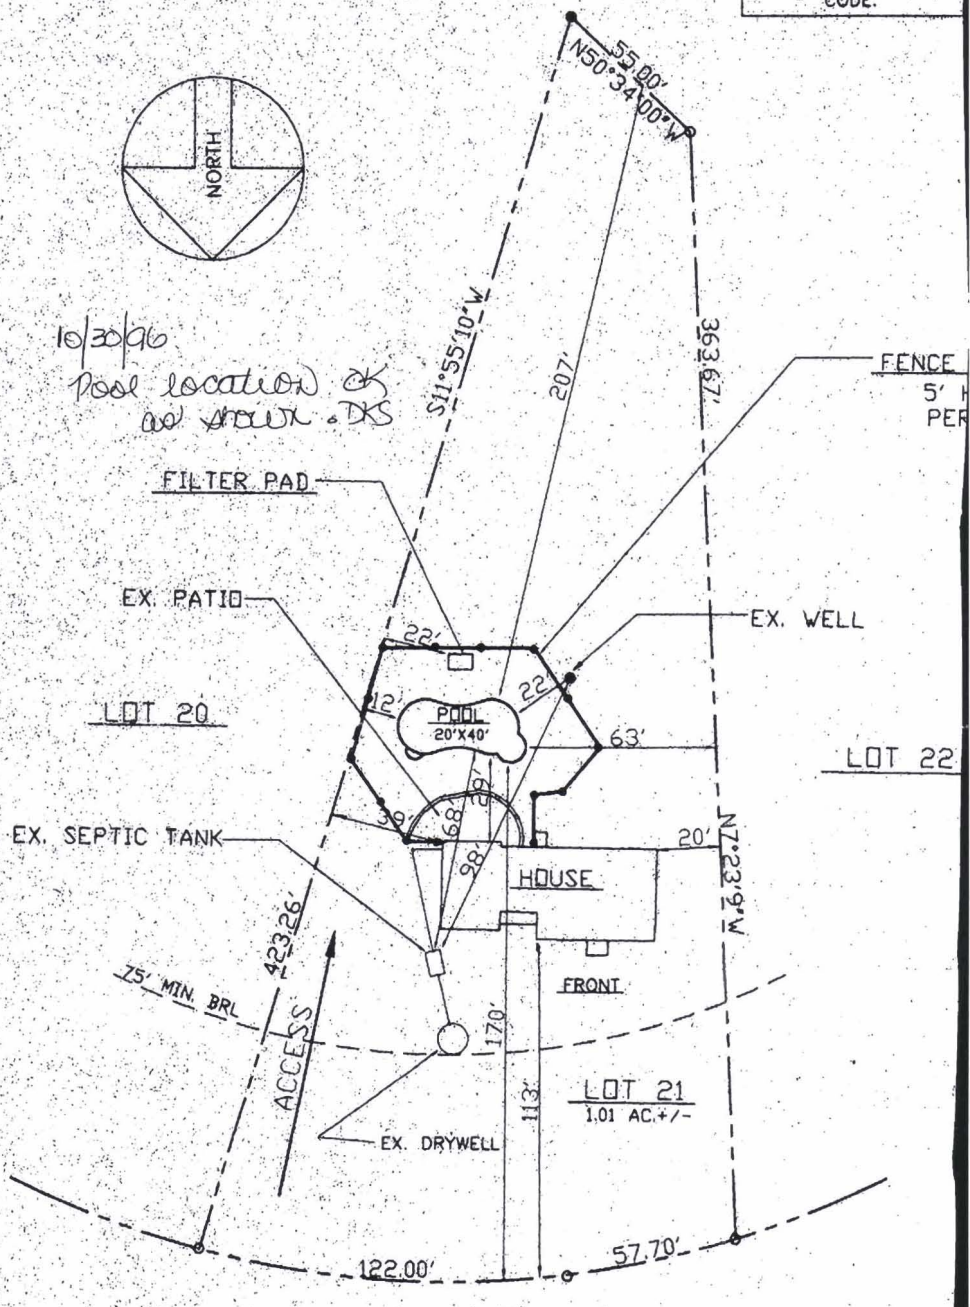 CODE.
55.00'
N50°34'00"W
NORTH
10/30/96
Pool location OK
as shown. DKS
S11°55'10"W
207'
363.67'
FENCE
5' H
PER
FILTER PAD
EX. PATIO
22'
EX. WELL
22'
12'
LOT 20
POOL
20'X40'
63'
LOT 22
29'
39'
68'
EX. SEPTIC TANK
98'
20'
HOUSE
N7°23'9"W
423.26'
75' MIN. BRL
FRONT
ACCESS
170'
113'
LOT 21
1.01 AC.+/-
EX. DRYWELL
122.00'
57.70'